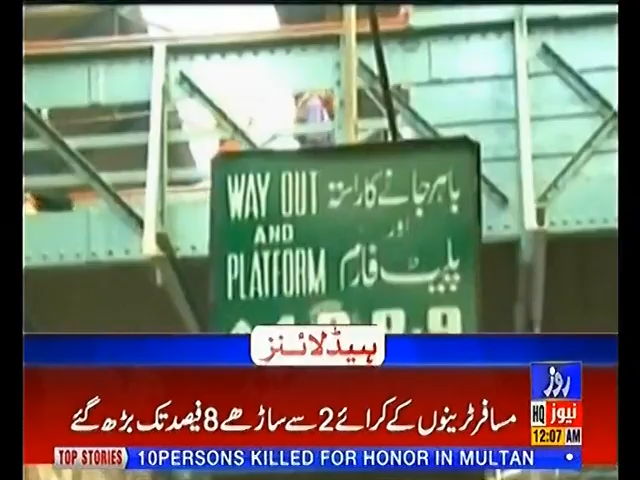 WAY OUT باہر جانے کا راستہ
AND اور
PLATFORM پلیٹ فارم
ہیڈلائنز
مسافر ٹرینوں کے کرائے 2 سے ساڑھے 8 فیصد تک بڑھ گئے
روز
HQ نیوز
12:07 AM
TOP STORIES 10PERSONS KILLED FOR HONOR IN MULTAN